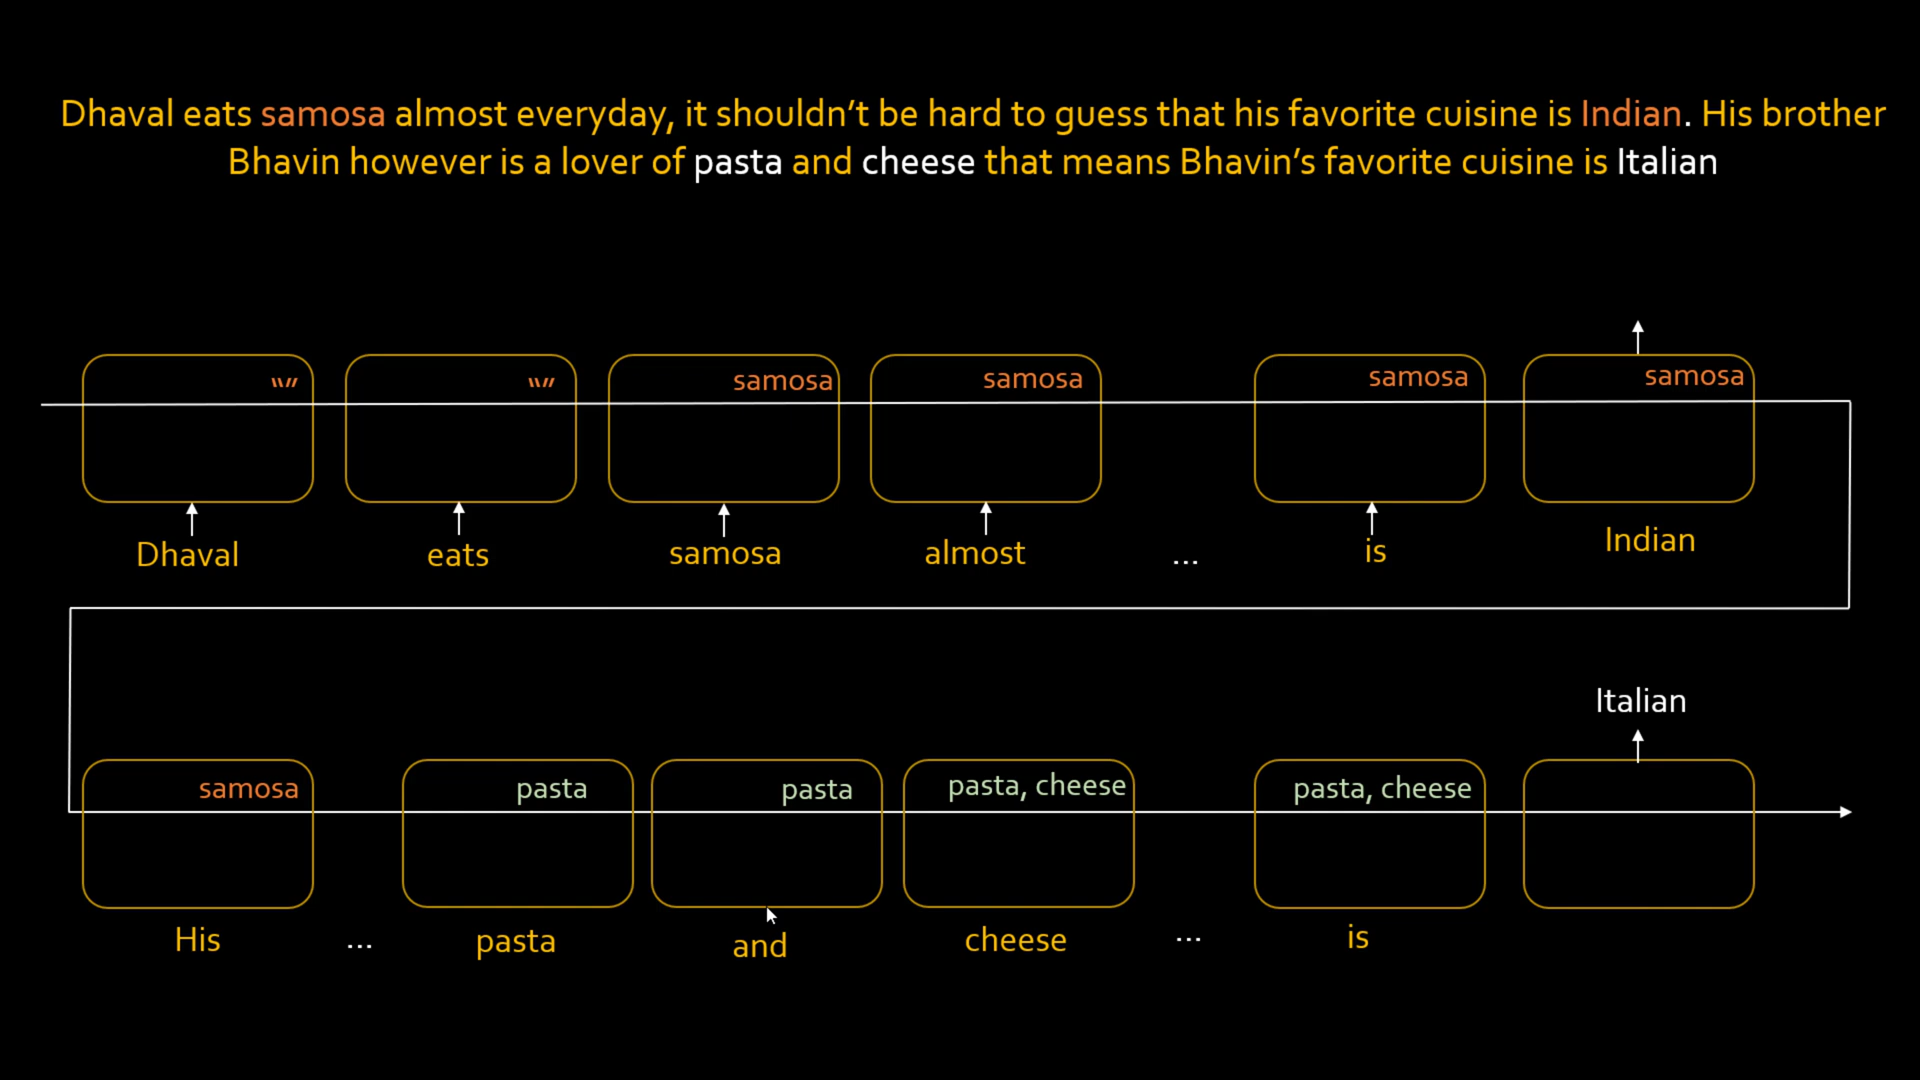 Dhaval eats samosa almost everyday, it shouldn’t be hard to guess that his favorite cuisine is Indian. His brother
Bhavin however is a lover of pasta and cheese that means Bhavin’s favorite cuisine is Italian
“” “” samosa samosa samosa samosa
Dhaval eats samosa almost ... is Indian
Italian
samosa pasta pasta pasta, cheese pasta, cheese
His ... pasta and cheese ... is